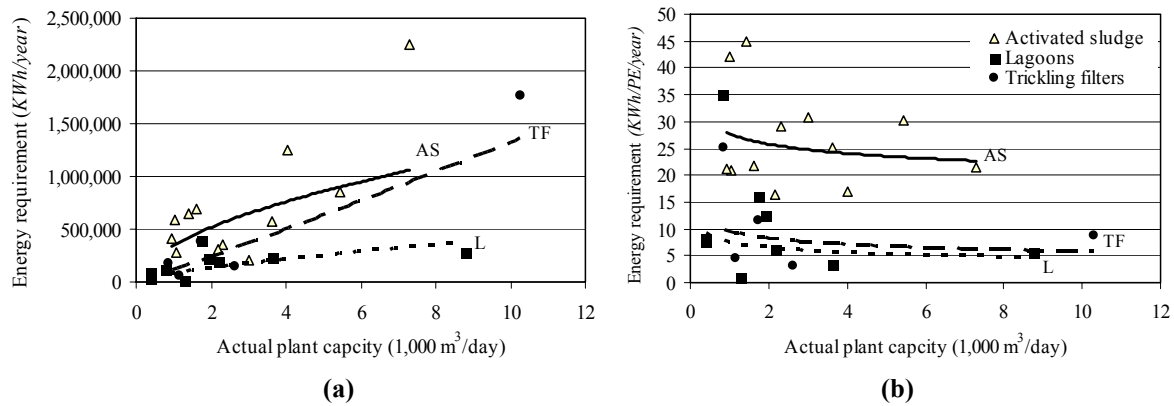 Energy requirement (KWh/year)
2,500,000
2,000,000
1,500,000
1,000,000
500,000
0
AS
TF
L
0 2 4 6 8 10 12
Actual plant capcity (1,000 m³/day)
(a)
Energy requirement (KWh/PE/year)
50
45
40
35
30
25
20
15
10
5
0
Activated sludge
Lagoons
Trickling filters
AS
TF
L
0 2 4 6 8 10 12
Actual plant capcity (1,000 m³/day)
(b)